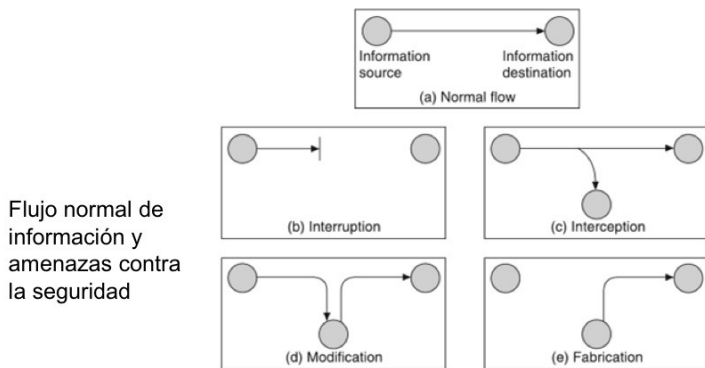 Information
source
Information
destination
(a) Normal flow
(b) Interruption
(c) Interception
Flujo normal de
información y
amenazas contra
la seguridad
(d) Modification
(e) Fabrication